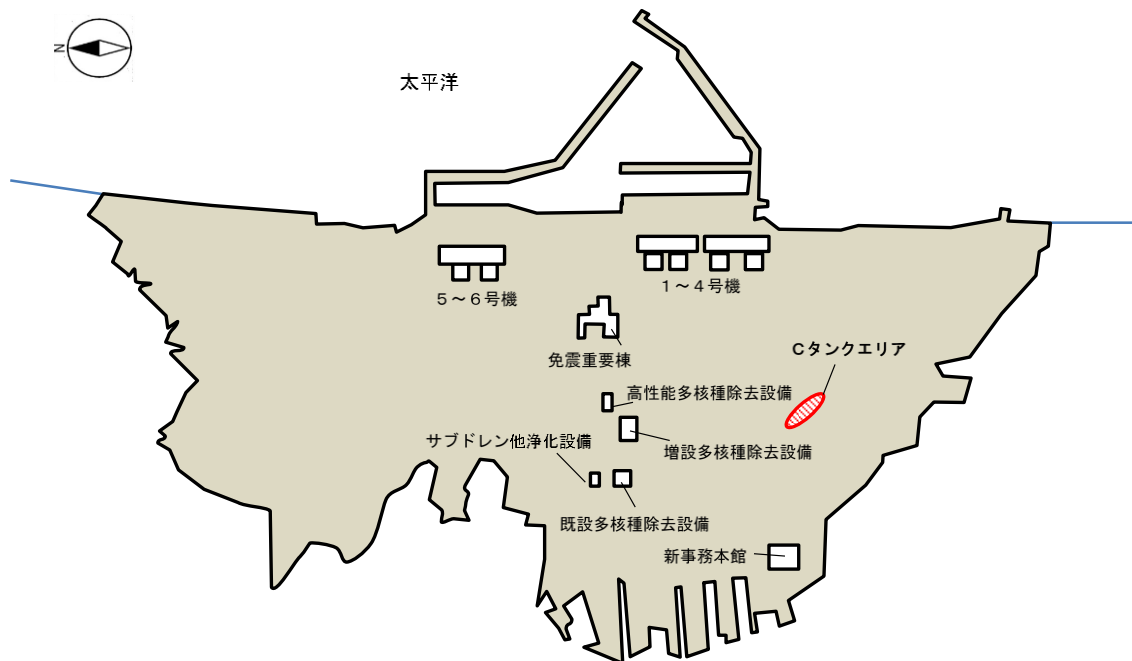 N
太平洋
5~6号機
1~4号機
免震重要棟
Cタンクエリア
高性能多核種除去設備
サブドレン他浄化設備
増設多核種除去設備
既設多核種除去設備
新事務本館